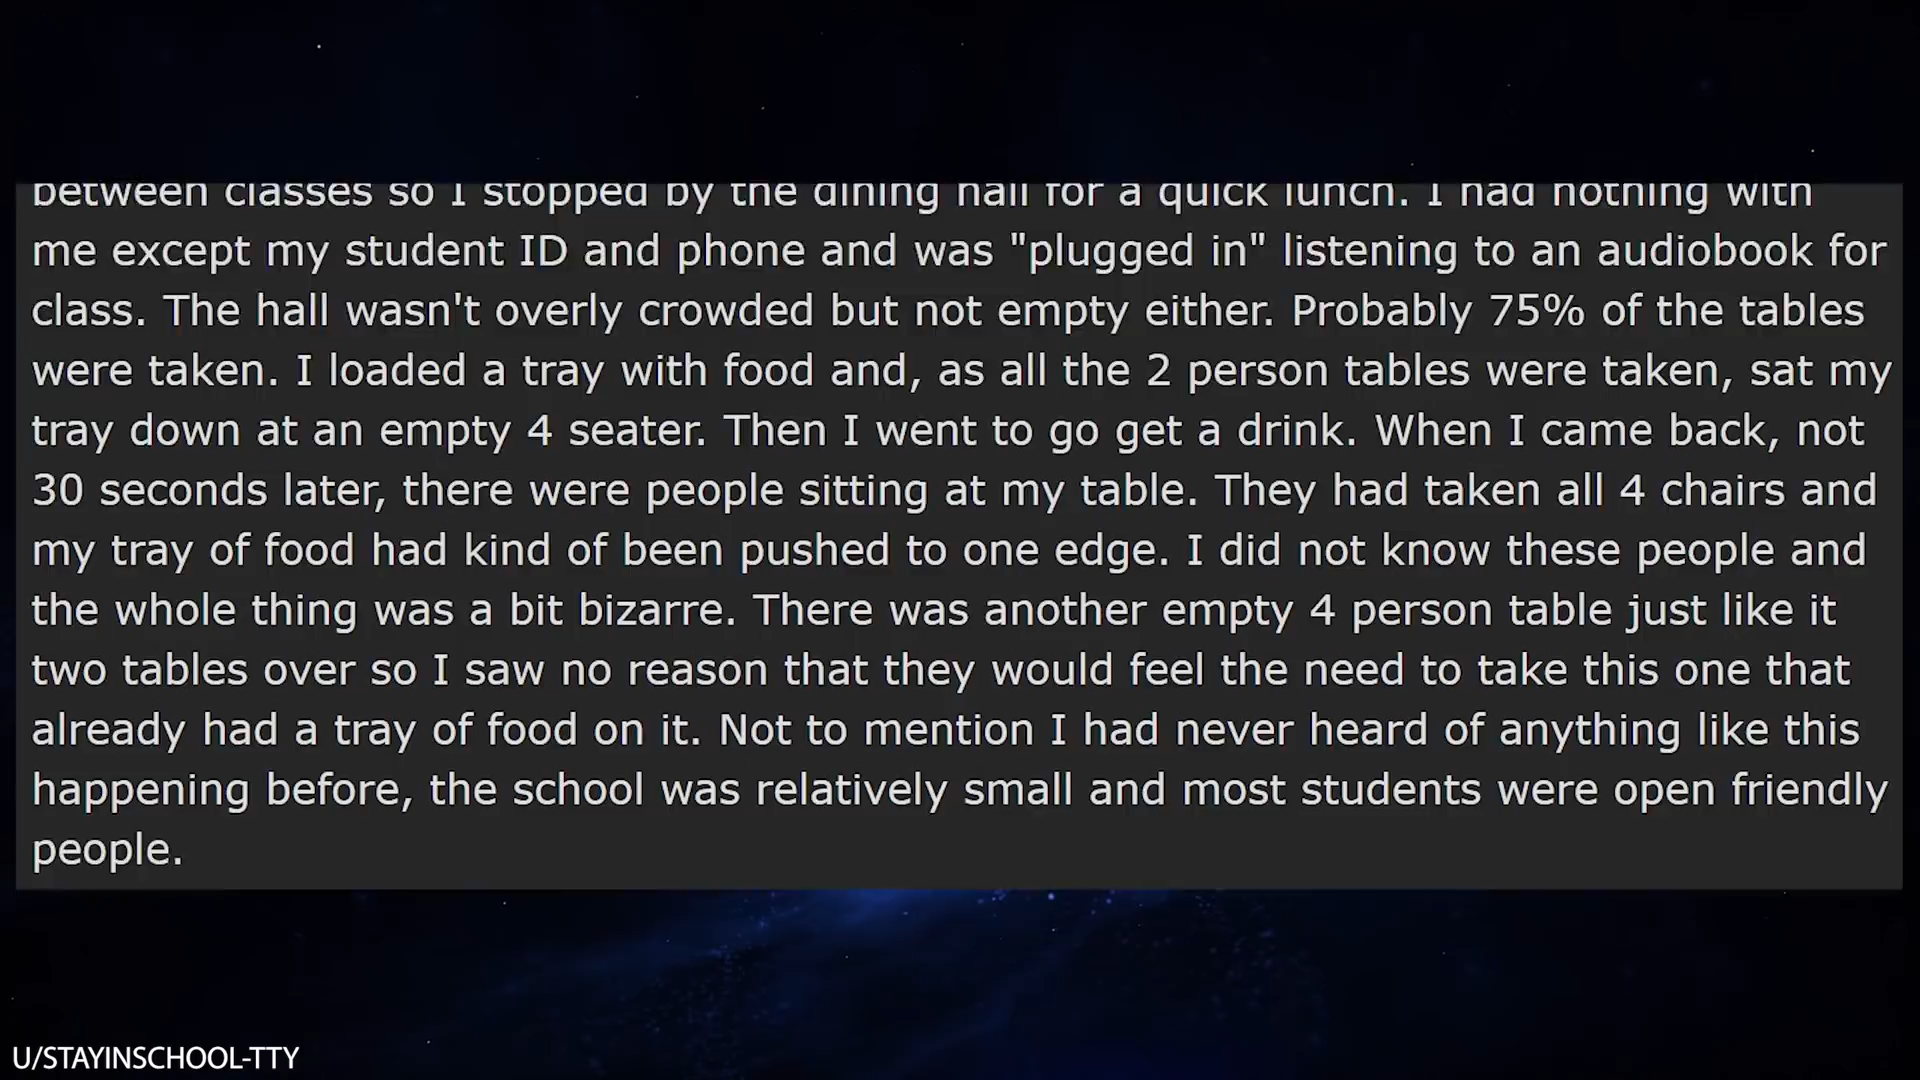 between classes so I stopped by the dining hall for a quick lunch. I had nothing with
me except my student ID and phone and was "plugged in" listening to an audiobook for
class. The hall wasn't overly crowded but not empty either. Probably 75% of the tables
were taken. I loaded a tray with food and, as all the 2 person tables were taken, sat my
tray down at an empty 4 seater. Then I went to go get a drink. When I came back, not
30 seconds later, there were people sitting at my table. They had taken all 4 chairs and
my tray of food had kind of been pushed to one edge. I did not know these people and
the whole thing was a bit bizarre. There was another empty 4 person table just like it
two tables over so I saw no reason that they would feel the need to take this one that
already had a tray of food on it. Not to mention I had never heard of anything like this
happening before, the school was relatively small and most students were open friendly
people.
U/STAYINSCHOOL-TTY